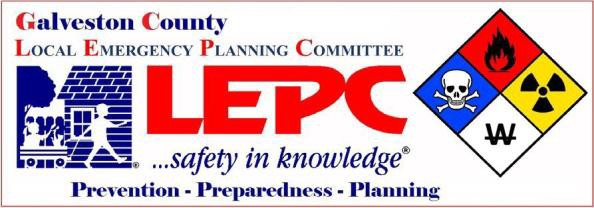 Galveston County
Local Emergency Planning Committee
LEPC
...safety in knowledge®
®
Prevention - Preparedness - Planning
W